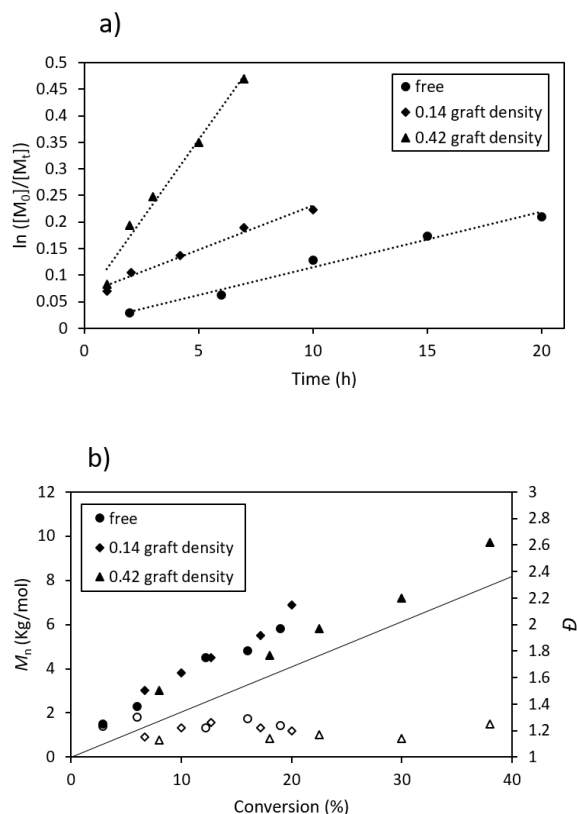 a)
ln ([M0]/[Mt])
0.5
0.45
0.4
0.35
0.3
0.25
0.2
0.15
0.1
0.05
0
free
0.14 graft density
0.42 graft density
0 5 10 15 20
Time (h)
b)
Mn (Kg/mol)
12
10
8
6
4
2
0
free
0.14 graft density
0.42 graft density
3
2.8
2.6
2.4
2.2
2
1.8
1.6
1.4
1.2
1
Đ
0 10 20 30 40
Conversion (%)